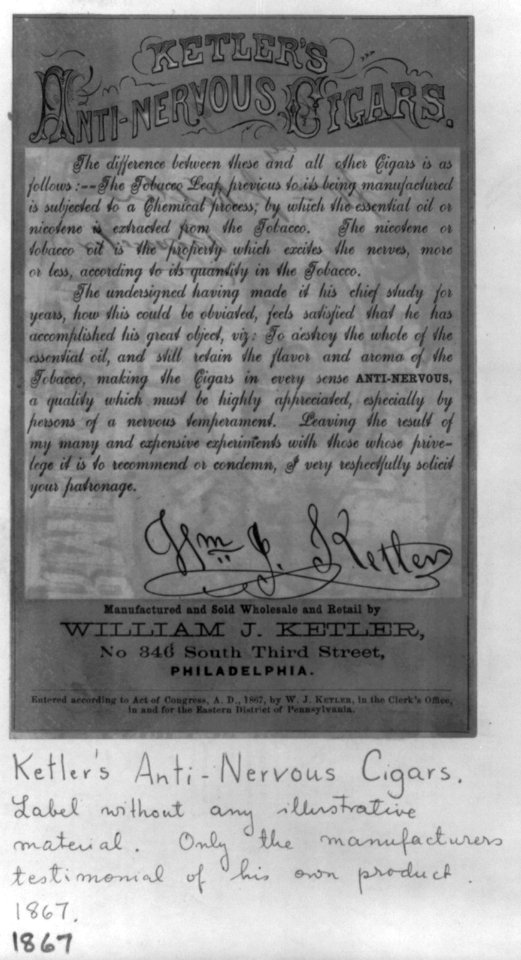 KETLER'S
ANTI-NERVOUS CIGARS.
The difference between these and all other Cigars is as
follows:--The Tobacco Leaf, previous to its being manufactured
is subjected to a Chemical process; by which the essential oil or
nicotene is extracted from the Tobacco. The nicotene or
tobacco oil is the property which excites the nerves, more
or less, according to its quantity in the Tobacco.
The undersigned having made it his chief study for
years, how this could be obviated, feels satisfied that he has
accomplished his great object, viz: To destroy the whole of the
essential oil, and still retain the flavor and aroma of the
Tobacco, making the Cigars in every sense ANTI-NERVOUS,
a quality which must be highly appreciated, especially by
persons of a nervous temperament. Leaving the result of
my many and expensive experiments with those whose prive-
lege it is to recommend or condemn, I very respectfully solicit
your patronage.
Wm J. Ketler
Manufactured and Sold Wholesale and Retail by
WILLIAM J. KETLER,
No 346 South Third Street,
PHILADELPHIA.
Entered according to Act of Congress, A. D., 1867, by W. J. KETLER, in the Clerk's Office,
in and for the Eastern District of Pennsylvania.
Ketler's Anti-Nervous Cigars.
Label without any illustrative
material. Only the manufacturers
testimonial of his own product.
1867.
1867